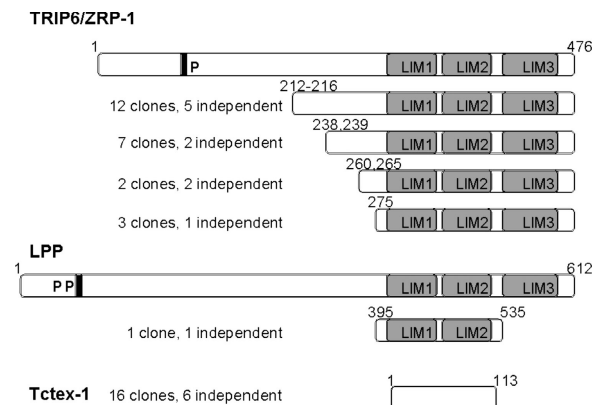 TRIP6/ZRP-1
1 476
P LIM1 LIM2 LIM3
212-216
12 clones, 5 independent LIM1 LIM2 LIM3
238,239
7 clones, 2 independent LIM1 LIM2 LIM3
260,265
2 clones, 2 independent LIM1 LIM2 LIM3
275
3 clones, 1 independent LIM1 LIM2 LIM3
LPP
1 612
P P LIM1 LIM2 LIM3
395 535
1 clone, 1 independent LIM1 LIM2
1 113
Tctex-1 16 clones, 6 independent